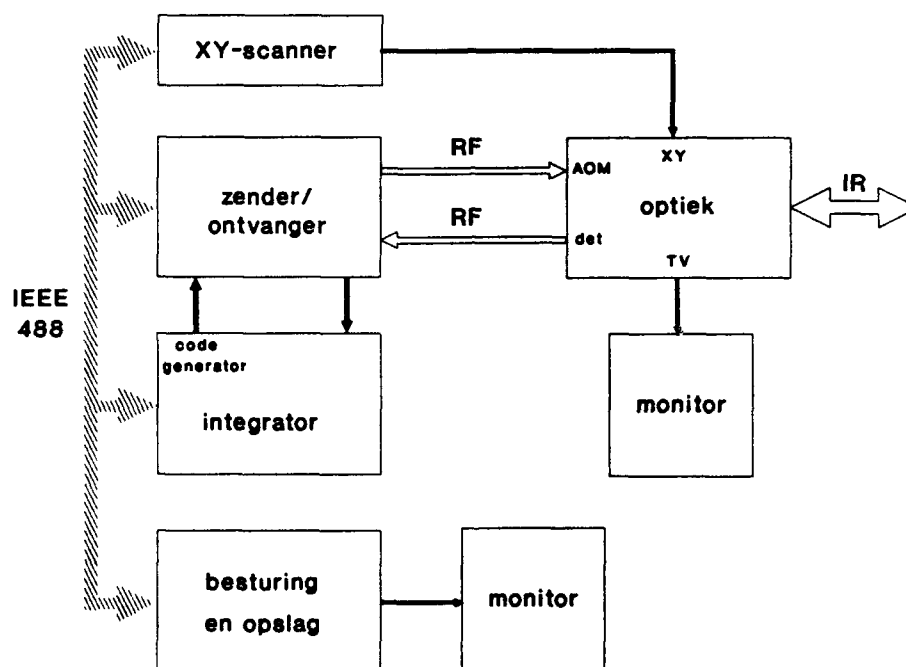 XY-scanner
RF
XY
AOM
optiek
IR
zender/
ontvanger
RF
det
TV
IEEE
488
code
generator
integrator
monitor
besturing
en opslag
monitor